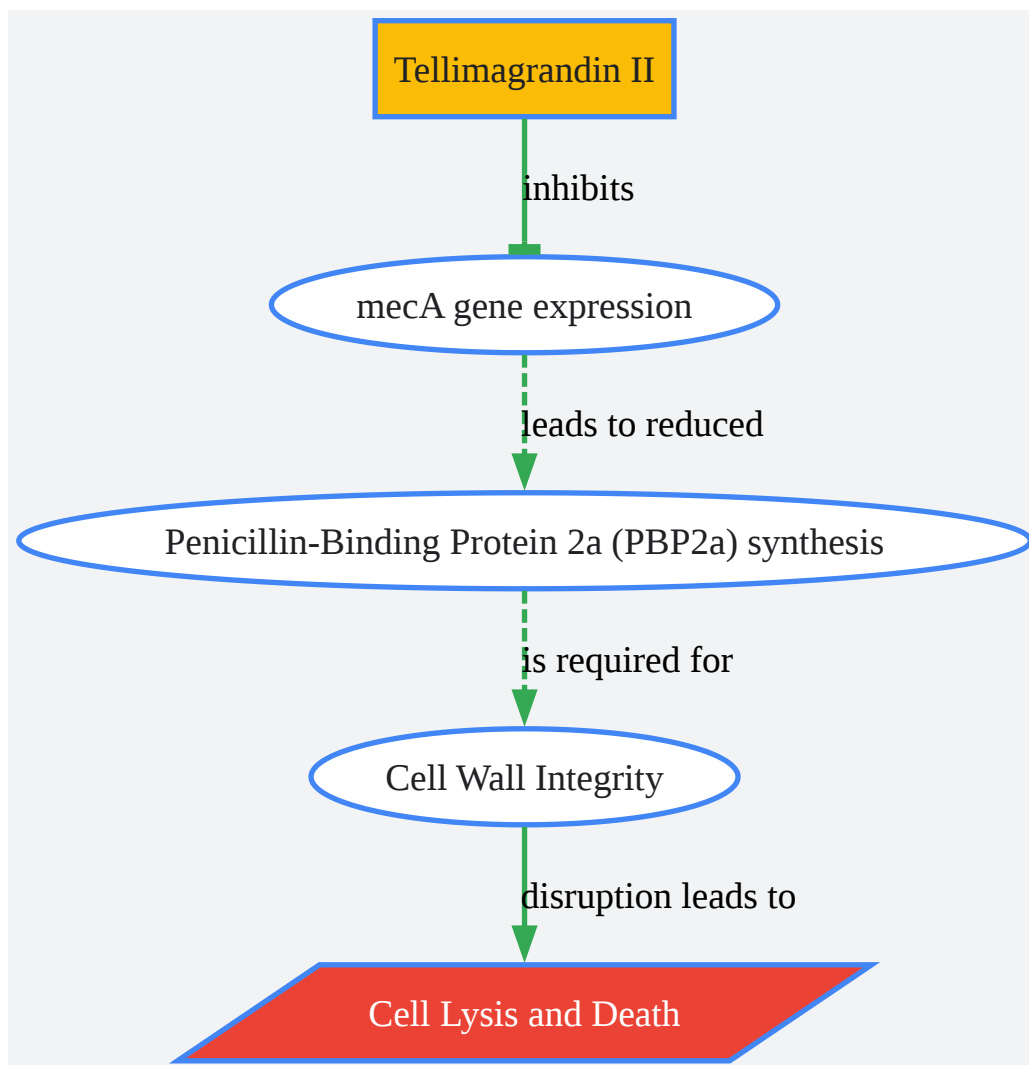 Tellimagrandin II
inhibits
mecA gene expression
leads to reduced
Penicillin-Binding Protein 2a (PBP2a) synthesis
is required for
Cell Wall Integrity
disruption leads to
Cell Lysis and Death